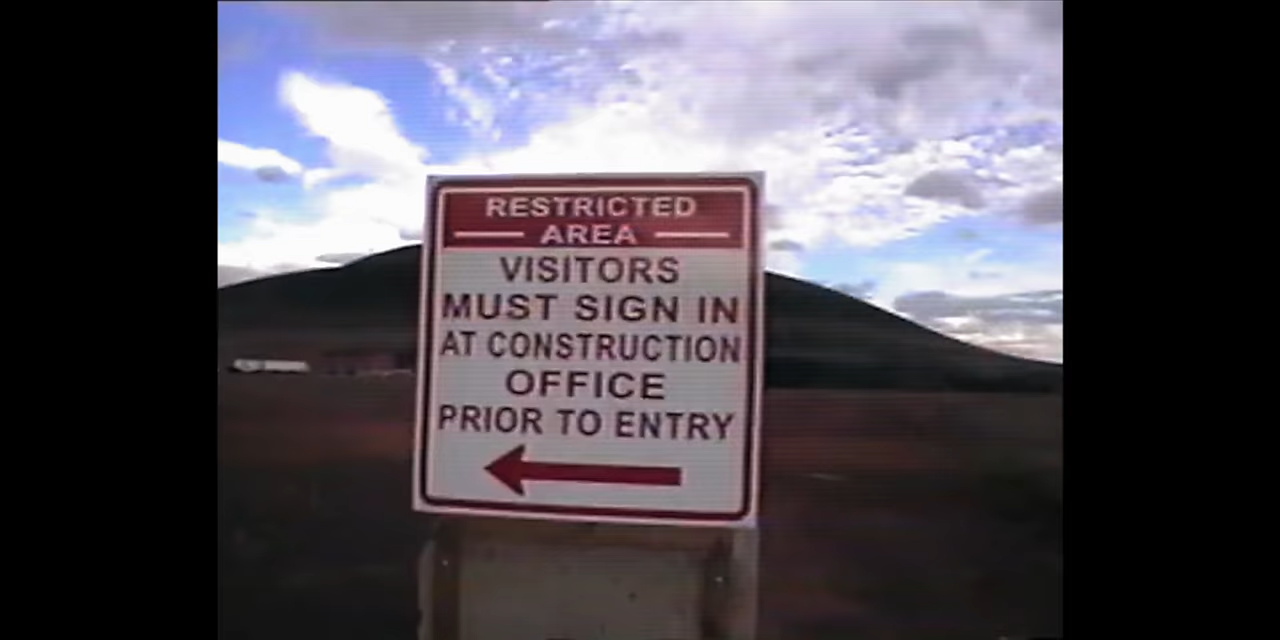 RESTRICTED
AREA
VISITORS
MUST SIGN IN
AT CONSTRUCTION
OFFICE
PRIOR TO ENTRY